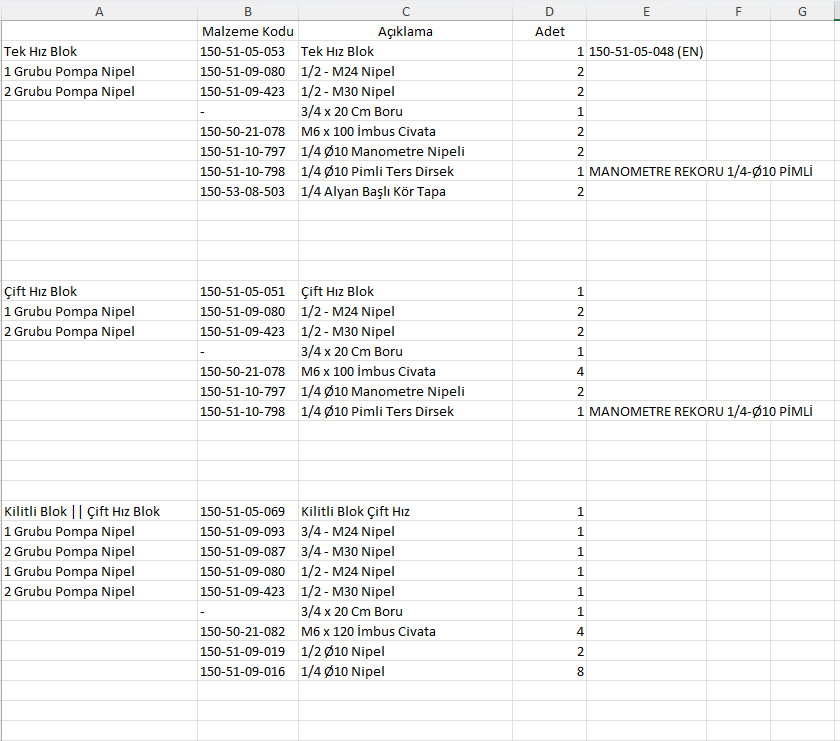 A B C D E F G
Malzeme Kodu Açıklama Adet
Tek Hız Blok 150-51-05-053 Tek Hız Blok 1 150-51-05-048 (EN)
1 Grubu Pompa Nipel 150-51-09-080 1/2 - M24 Nipel 2
2 Grubu Pompa Nipel 150-51-09-423 1/2 - M30 Nipel 2
- 3/4 x 20 Cm Boru 1
150-50-21-078 M6 x 100 İmbus Civata 2
150-51-10-797 1/4 Ø10 Manometre Nipeli 2
150-51-10-798 1/4 Ø10 Pimli Ters Dirsek 1 MANOMETRE REKORU 1/4-Ø10 PİMLİ
150-53-08-503 1/4 Alyan Başlı Kör Tapa 2
Çift Hız Blok 150-51-05-051 Çift Hız Blok 1
1 Grubu Pompa Nipel 150-51-09-080 1/2 - M24 Nipel 2
2 Grubu Pompa Nipel 150-51-09-423 1/2 - M30 Nipel 2
- 3/4 x 20 Cm Boru 1
150-50-21-078 M6 x 100 İmbus Civata 4
150-51-10-797 1/4 Ø10 Manometre Nipeli 2
150-51-10-798 1/4 Ø10 Pimli Ters Dirsek 1 MANOMETRE REKORU 1/4-Ø10 PİMLİ
Kilitli Blok || Çift Hız Blok 150-51-05-069 Kilitli Blok Çift Hız 1
1 Grubu Pompa Nipel 150-51-09-093 3/4 - M24 Nipel 1
2 Grubu Pompa Nipel 150-51-09-087 3/4 - M30 Nipel 1
1 Grubu Pompa Nipel 150-51-09-080 1/2 - M24 Nipel 1
2 Grubu Pompa Nipel 150-51-09-423 1/2 - M30 Nipel 1
- 3/4 x 20 Cm Boru 1
150-50-21-082 M6 x 120 İmbus Civata 4
150-51-09-019 1/2 Ø10 Nipel 2
150-51-09-016 1/4 Ø10 Nipel 8